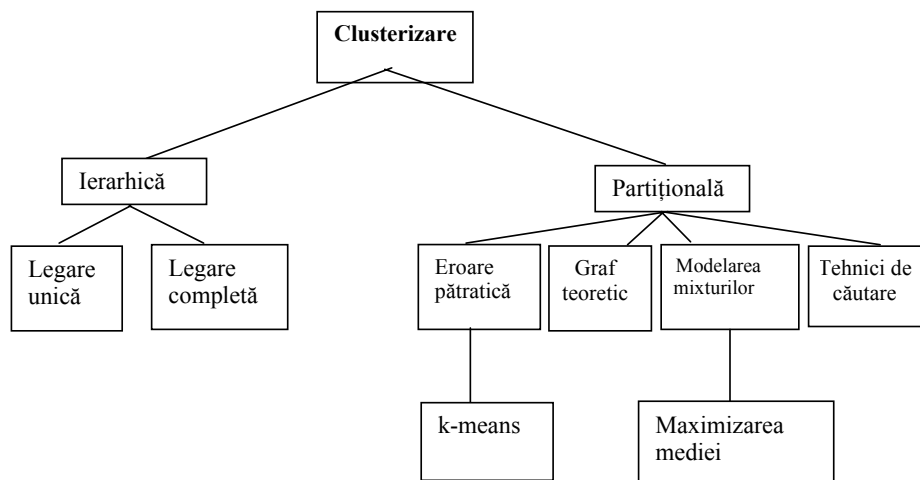 Clusterizare
Ierarhică
Partițională
Legare
unică
Legare
completă
Eroare
pătratică
Graf
teoretic
Modelarea
mixturilor
Tehnici de
căutare
k-means
Maximizarea
mediei